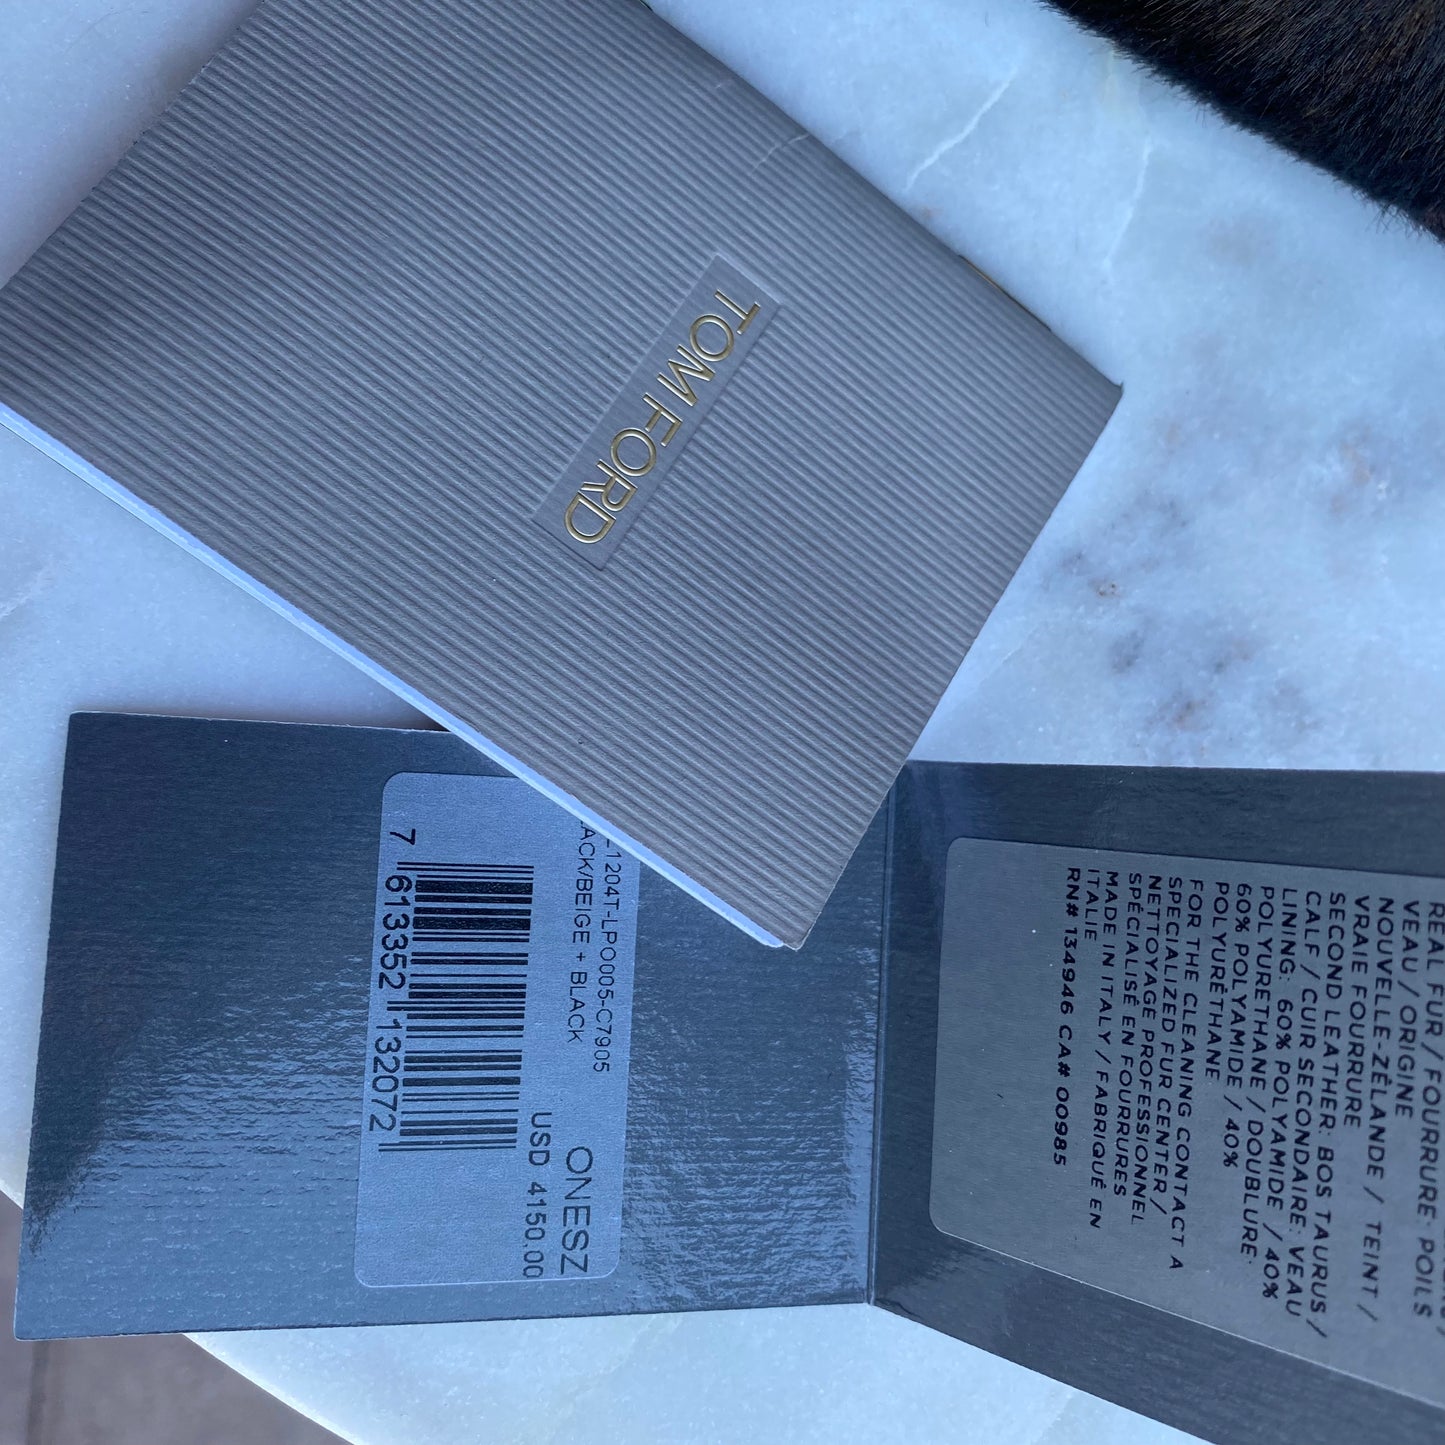 TOM FORD
_1204T-LPO005-C7905
ACK/BEIGE + BLACK
7 613352 132072
ONESZ
USD 4150.00
REAL FUR / FOURRURE: POILS
VEAU / ORIGINE
NOUVELLE-ZÉLANDE / TEINT /
VRAIE FOURRURE
SECOND LEATHER: BOS TAURUS /
CALF / CUIR SECONDAIRE: VEAU
LINING: 60% POLYAMIDE / 40%
POLYURETHANE / DOUBLURE:
60% POLYAMIDE / 40%
POLYURÉTHANE
FOR THE CLEANING CONTACT A
SPECIALIZED FUR CENTER /
NETTOYAGE PROFESSIONNEL
SPÉCIALISÉ EN FOURRURES
MADE IN ITALY / FABRIQUÉ EN
ITALIE
RN# 134946 CA# 00985